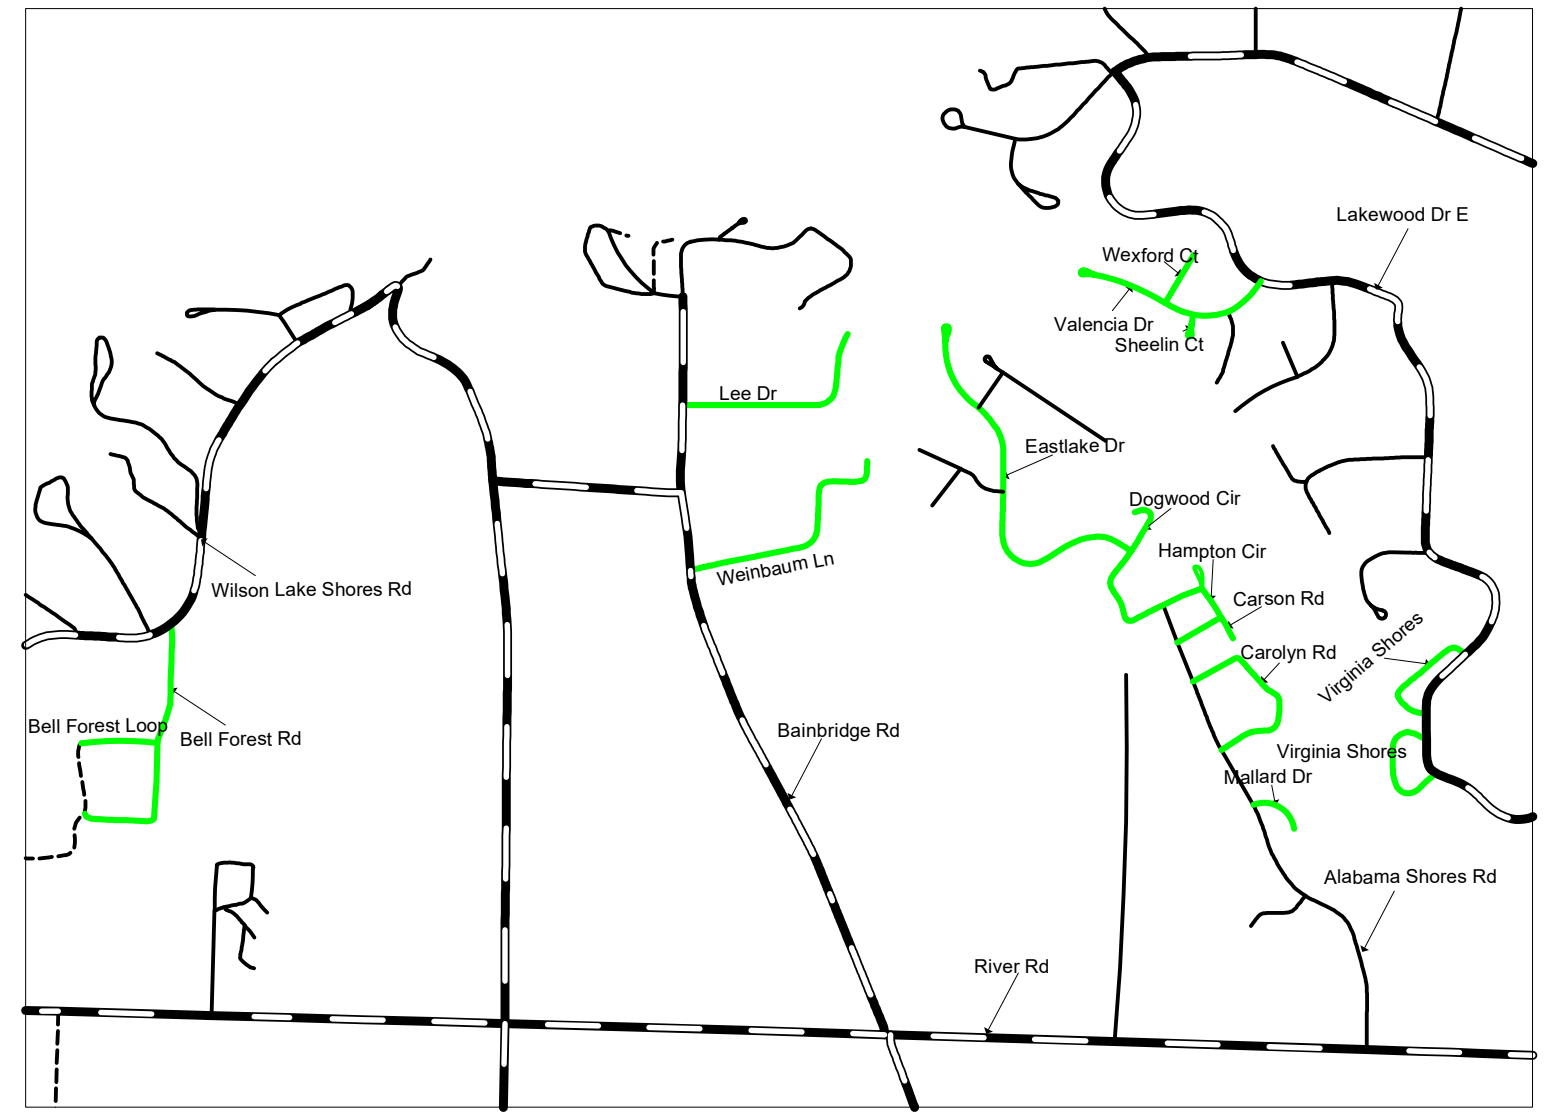 Lakewood Dr E
Wexford Ct
Valencia Dr
Sheelin Ct
Lee Dr
Eastlake Dr
Dogwood Cir
Hampton Cir
Weinbaum Ln
Wilson Lake Shores Rd
Carson Rd
Virginia Shores
Carolyn Rd
Bell Forest Loop
Bell Forest Rd
Bainbridge Rd
Virginia Shores
Mallard Dr
Alabama Shores Rd
River Rd